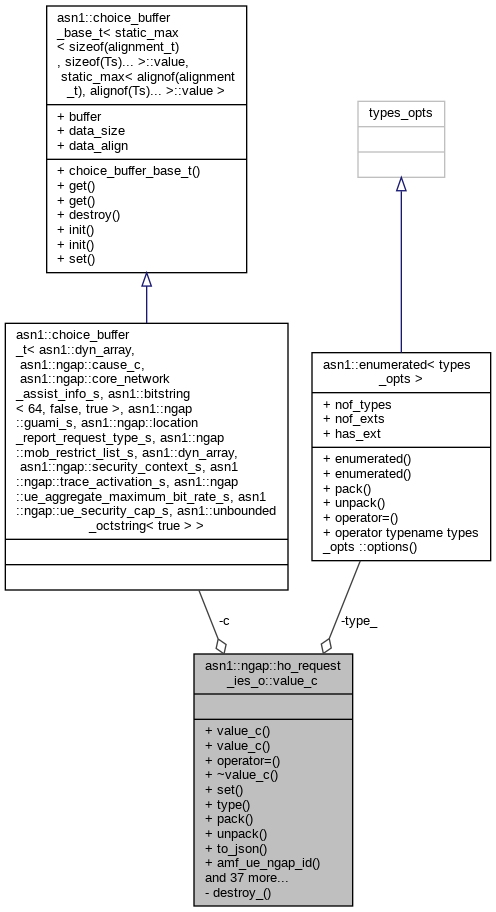 asn1::choice_buffer
_base_t< static_max
< sizeof(alignment_t)
, sizeof(Ts)... >::value,
static_max< alignof(alignment
_t), alignof(Ts)... >::value >
+ buffer
+ data_size
+ data_align
+ choice_buffer_base_t()
+ get()
+ get()
+ destroy()
+ init()
+ init()
+ set()
types_opts
asn1::choice_buffer
_t< asn1::dyn_array,
asn1::ngap::cause_c,
asn1::ngap::core_network
_assist_info_s, asn1::bitstring
< 64, false, true >, asn1::ngap
::guami_s, asn1::ngap::location
_report_request_type_s, asn1::ngap
::mob_restrict_list_s, asn1::dyn_array,
asn1::ngap::security_context_s, asn1
::ngap::trace_activation_s, asn1::ngap
::ue_aggregate_maximum_bit_rate_s, asn1
::ngap::ue_security_cap_s, asn1::unbounded
_octstring< true > >
asn1::enumerated< types
_opts >
+ nof_types
+ nof_exts
+ has_ext
+ enumerated()
+ enumerated()
+ pack()
+ unpack()
+ operator=()
+ operator typename types
_opts ::options()
-c
-type_
asn1::ngap::ho_request
_ies_o::value_c
+ value_c()
+ value_c()
+ operator=()
+ ~value_c()
+ set()
+ type()
+ pack()
+ unpack()
+ to_json()
+ amf_ue_ngap_id()
and 37 more...
- destroy_()